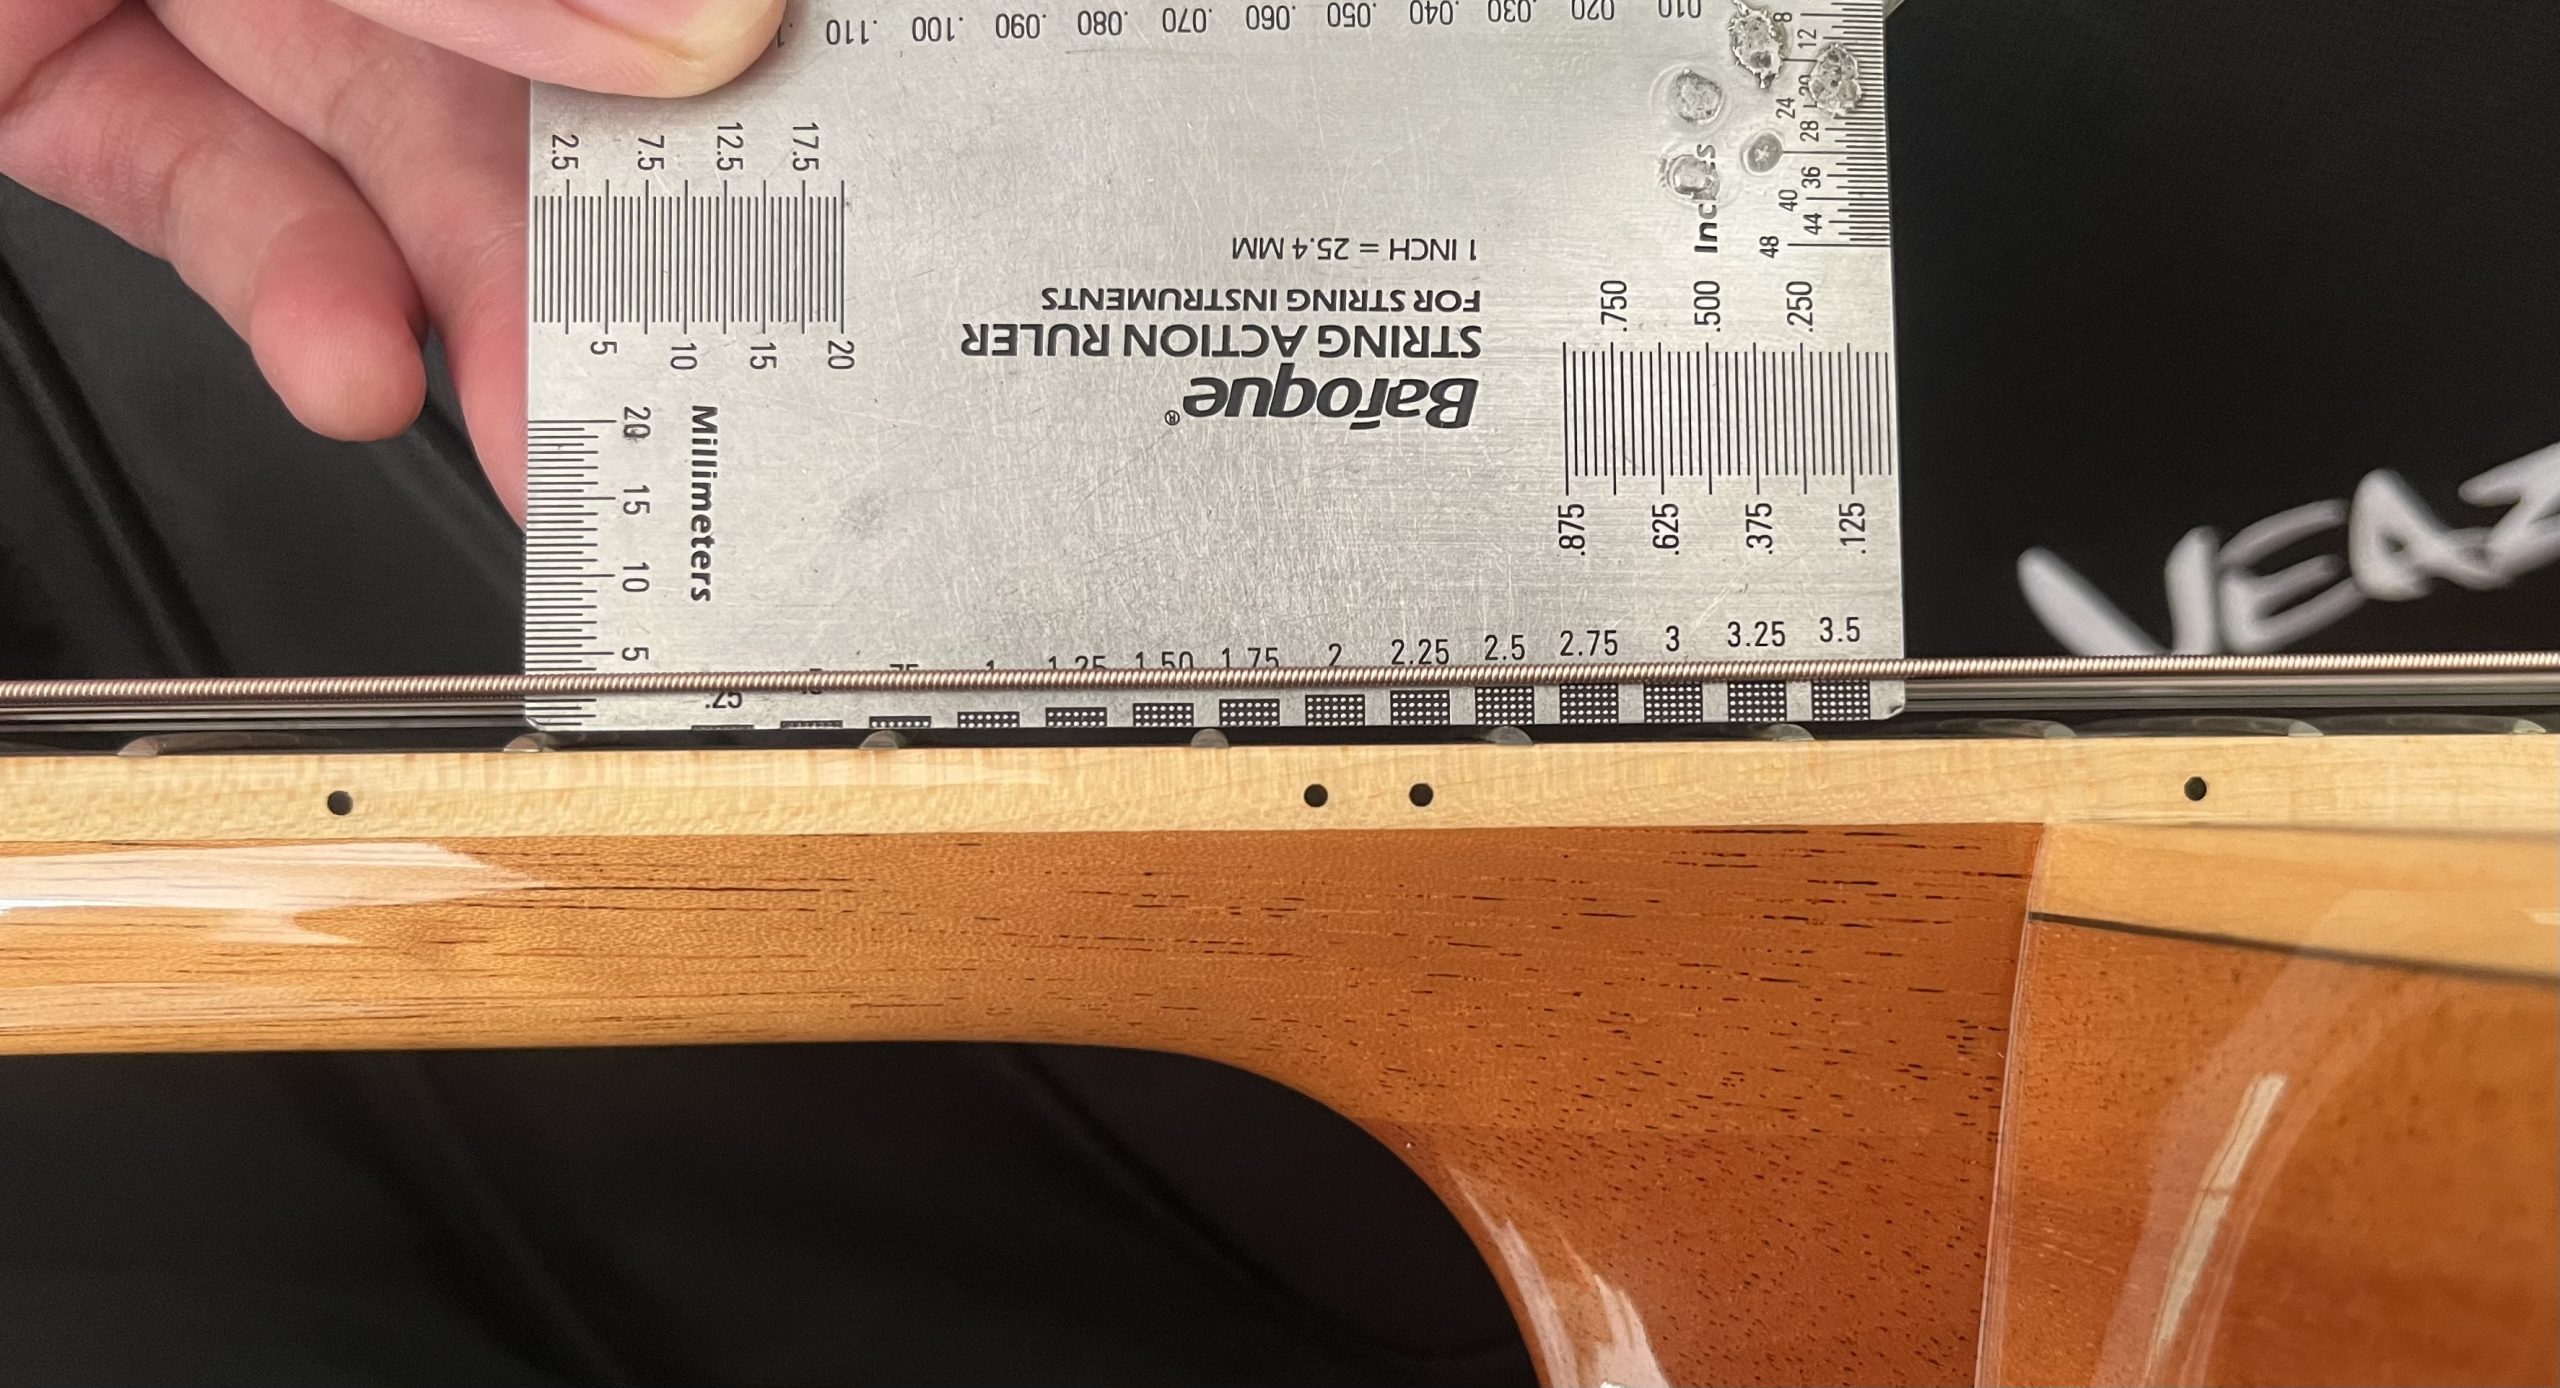 .110 .100 .090 .080 .070 .060 .050 .040 .030 .020 .010
8
12
20
24
28
36
40
44
48
Inches
2.5 7.5 12.5 17.5
5 10 15 20
20
15
10
5
Millimeters
1 INCH = 25.4 MM
FOR STRING INSTRUMENTS
STRING ACTION RULER
Baroque®
.750 .500 .250
.875 .625 .375 .125
.25 .75 1 1.25 1.50 1.75 2 2.25 2.5 2.75 3 3.25 3.5